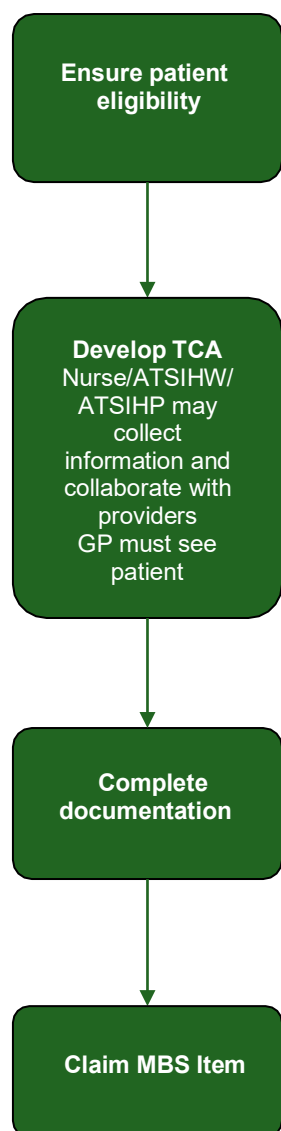 Ensure patient
eligibility
Develop TCA
Nurse/ATSIHW/
ATSIHP may
collect
information and
collaborate with
providers
GP must see
patient
Complete
documentation
Claim MBS Item